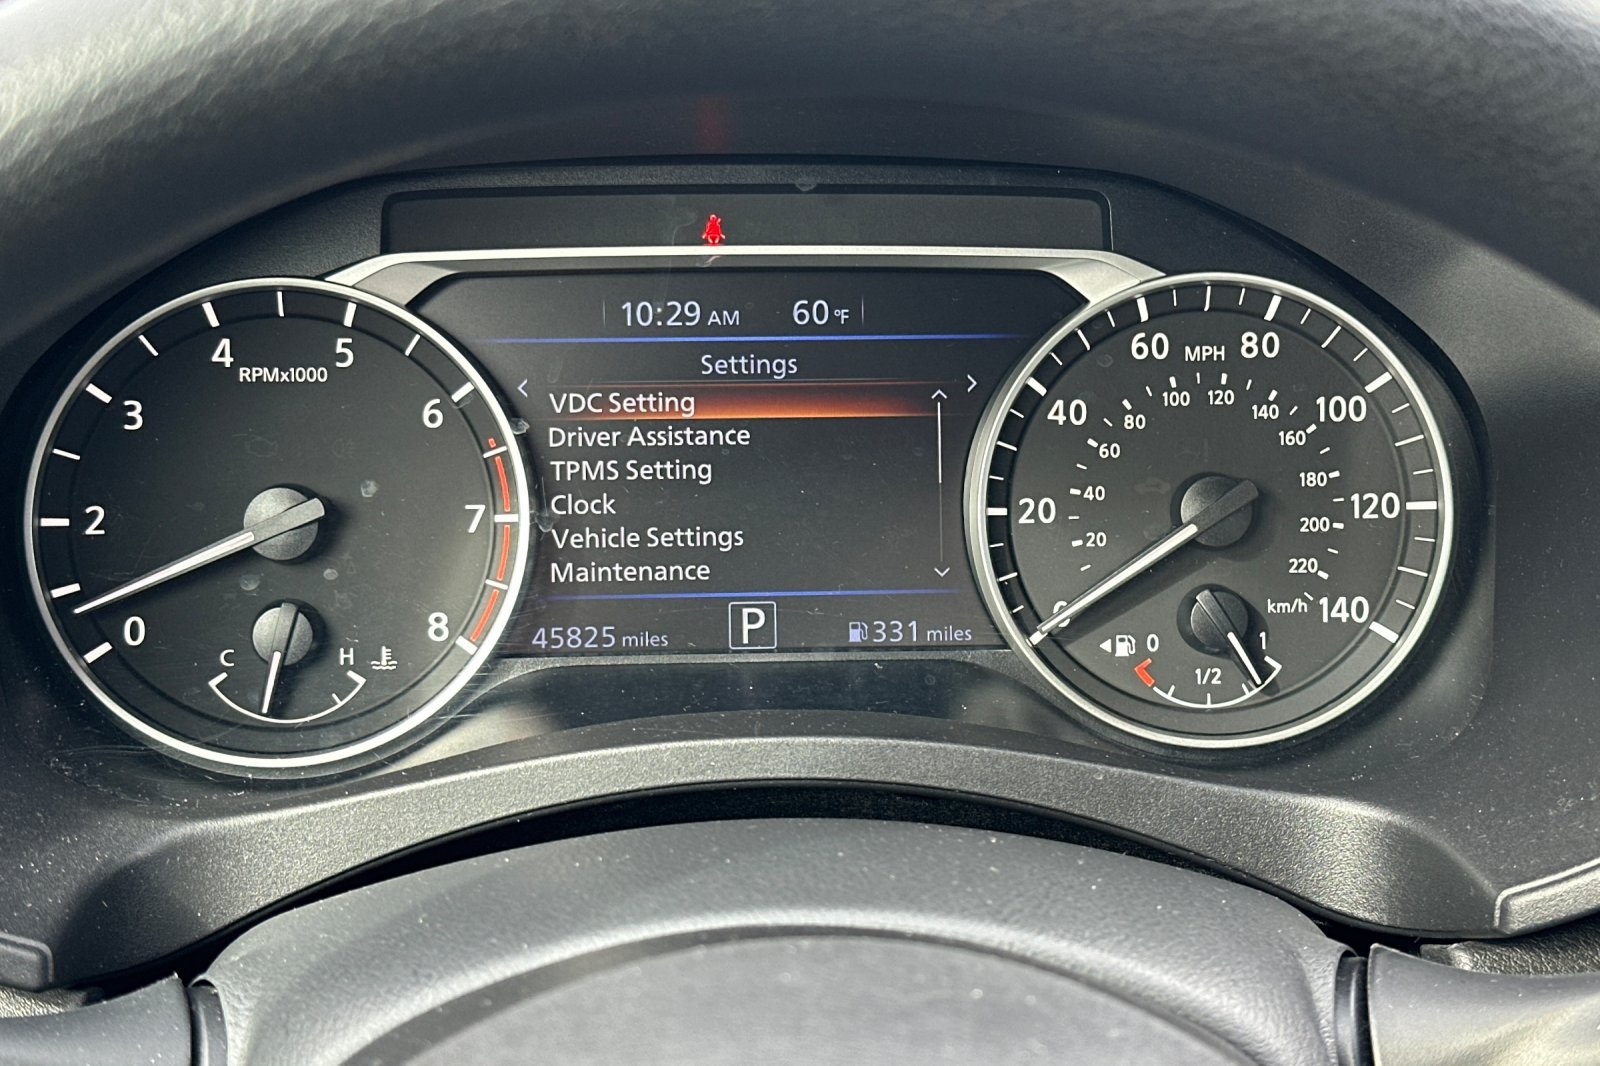 10:29 AM 60 °F
Settings
VDC Setting
Driver Assistance
TPMS Setting
Clock
Vehicle Settings
Maintenance
45825 miles
P
331 miles
0
2
3
4
5
6
7
8
RPMx1000
C
H
0
20
40
60
80
100
120
140
MPH
20
40
60
80
100
120
140
160
180
200
220
km/h
0
1/2
1